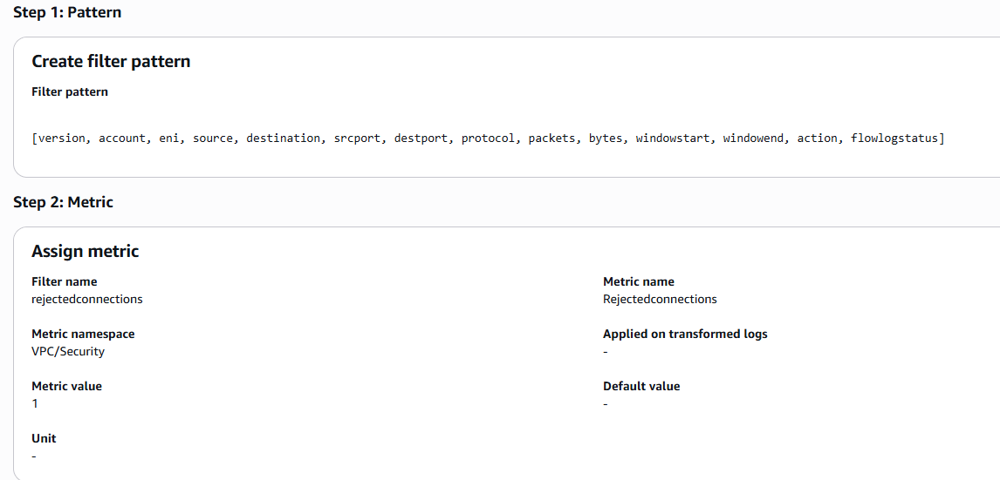 Step 1: Pattern
Create filter pattern
Filter pattern
[version, account, eni, source, destination, srcport, destport, protocol, packets, bytes, windowstart, windowend, action, flowlogstatus]
Step 2: Metric
Assign metric
Filter name
rejectedconnections
Metric name
Rejectedconnections
Metric namespace
VPC/Security
Applied on transformed logs
-
Metric value
1
Default value
-
Unit
-